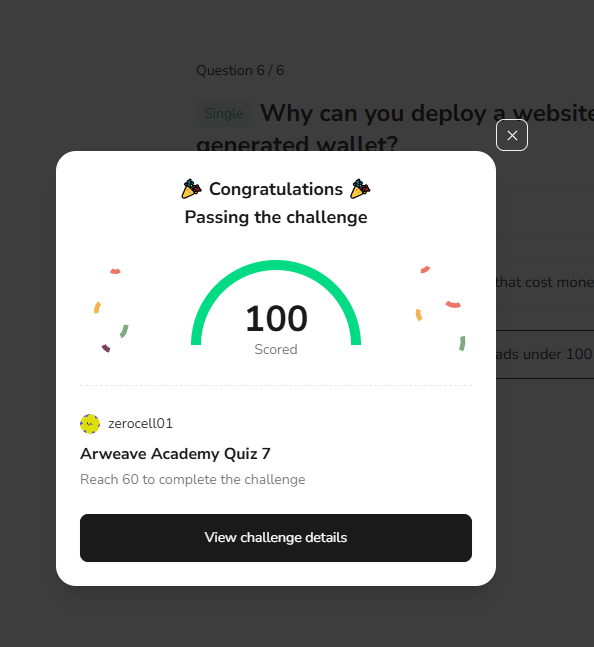 Question 6 / 6
Single Why can you deploy a website
generated wallet?
Congratulations
Passing the challenge
that cost mone
100
Scored
ads under 100
zerocell01
Arweave Academy Quiz 7
Reach 60 to complete the challenge
View challenge details